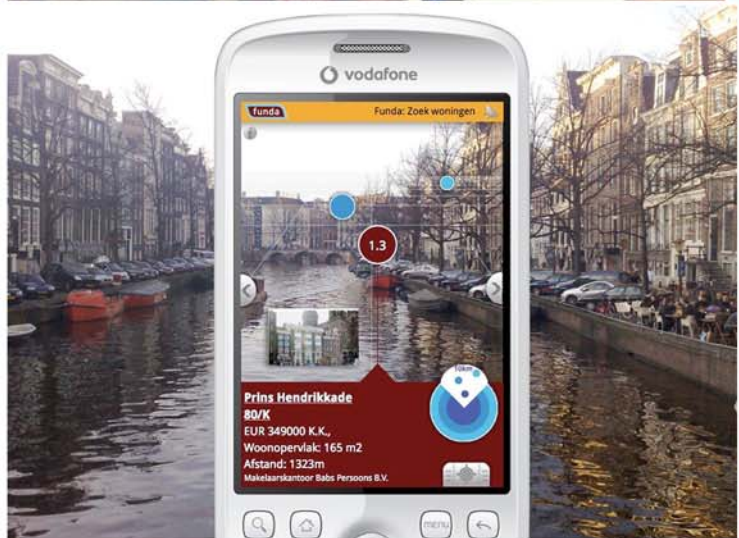 vodafone
funda
Funda: Zoek woningen
1.3
10km
Prins Hendrikkade
80/K
EUR 349000 K.K.,
Woonopervlak: 165 m2
Afstand: 1323m
Makelaarskantoor Babs Persoons B.V.
menu